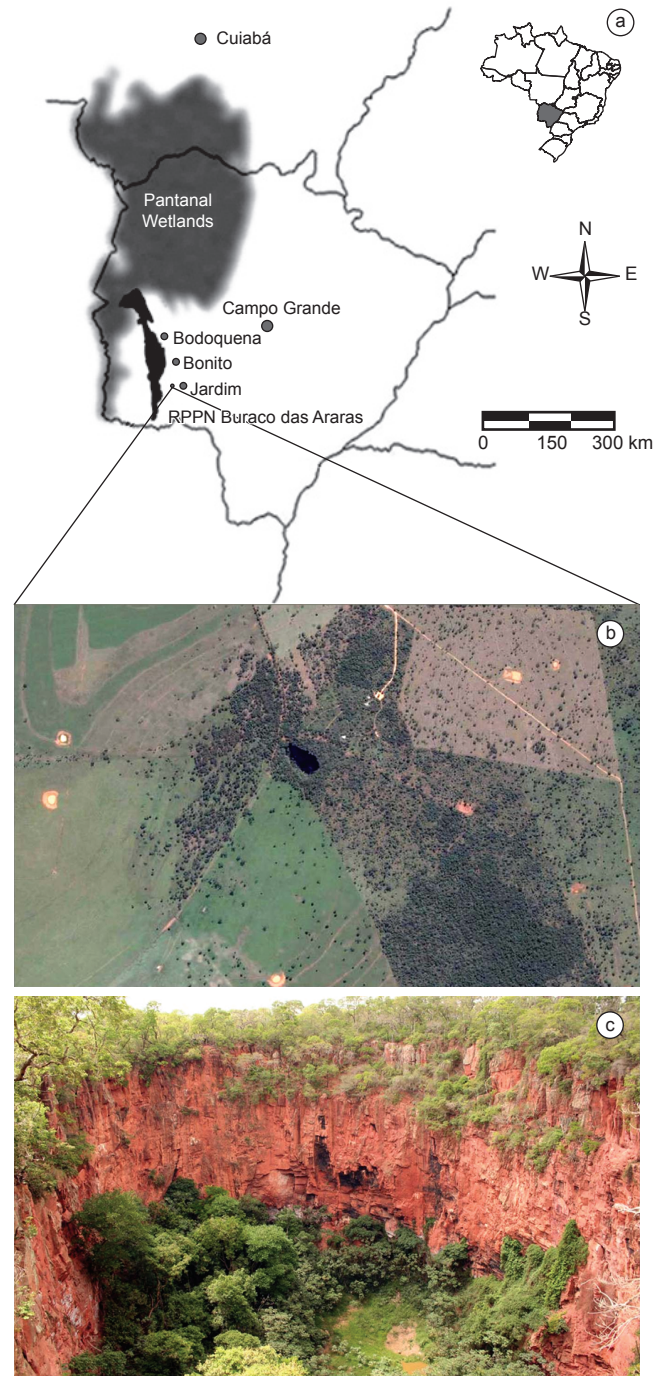 a
Cuiabá
Pantanal
Wetlands
N
W E
S
Campo Grande
Bodoquena
Bonito
Jardim
RPPN Buraco das Araras
0 150 300 km
b
c